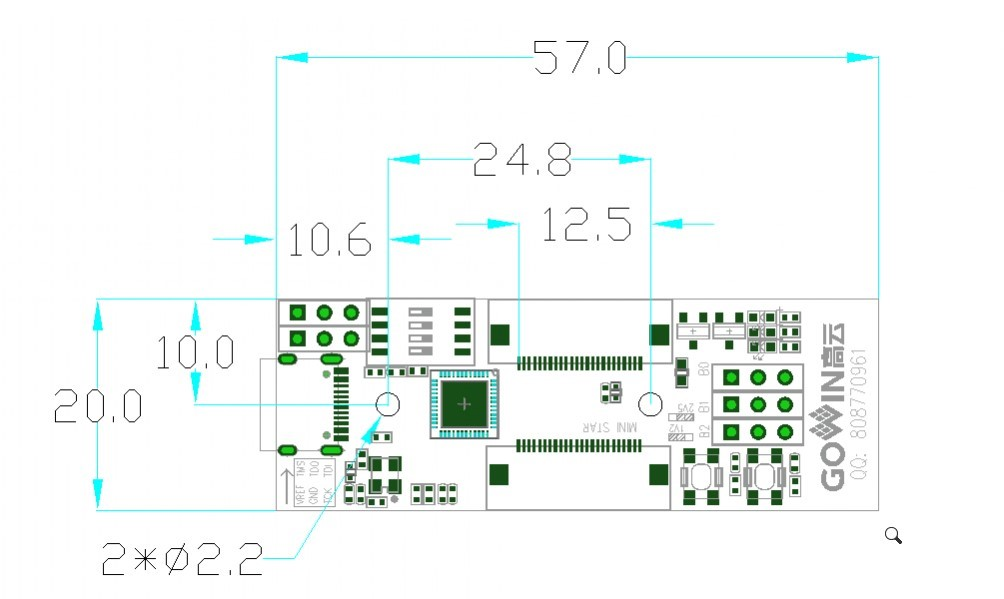 57.0
24.8
12.5
10.6
10.0
20.0
2*ø2.2
B0
B1
B2
2V5
1V2
MINI STAR
GOWIN高云
QQ: 808770961
VREF TMS
GND TDO
TCK TDI